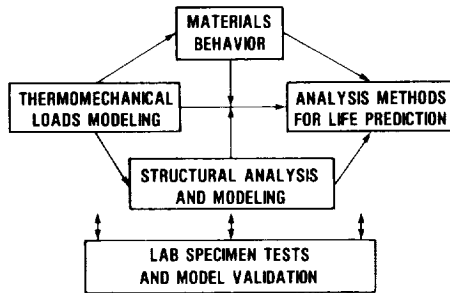 MATERIALS
BEHAVIOR
THERMOMECHANICAL
LOADS MODELING
ANALYSIS METHODS
FOR LIFE PREDICTION
STRUCTURAL ANALYSIS
AND MODELING
LAB SPECIMEN TESTS
AND MODEL VALIDATION